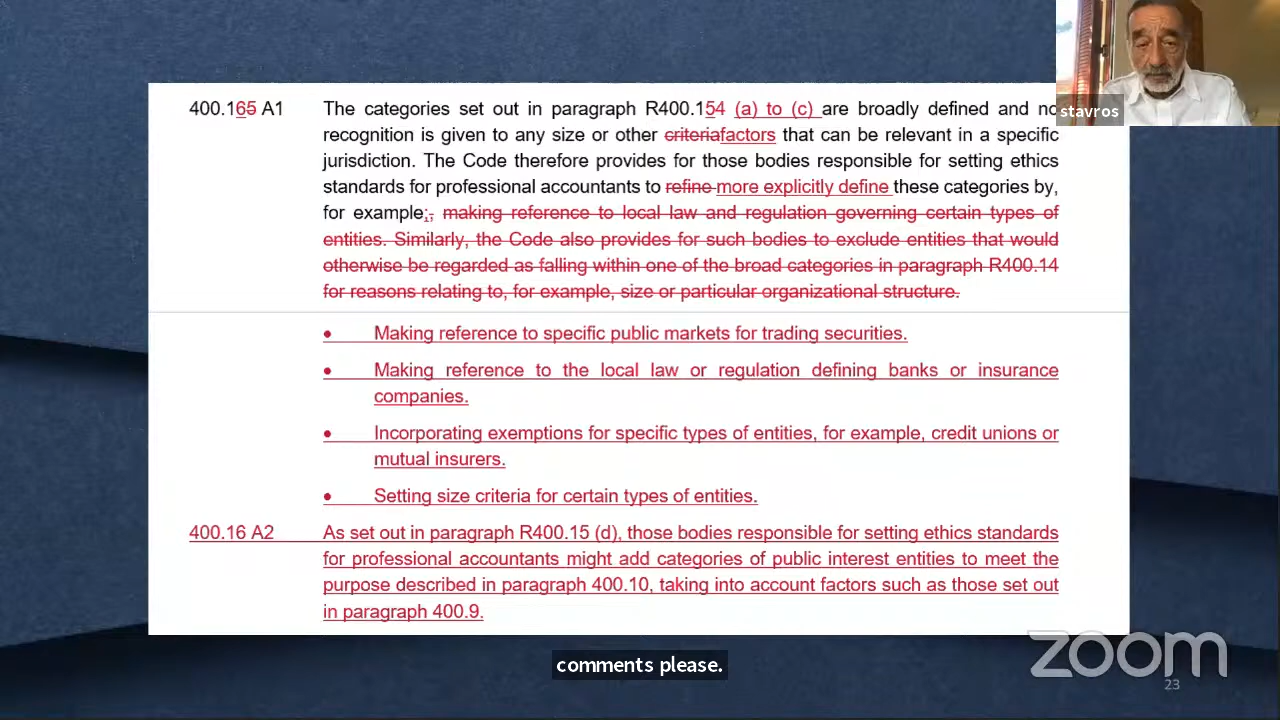 400.165 A1 The categories set out in paragraph R400.154 (a) to (c) are broadly defined and no
recognition is given to any size or other criteriafactors that can be relevant in a specific
jurisdiction. The Code therefore provides for those bodies responsible for setting ethics
standards for professional accountants to refine more explicitly define these categories by,
for example:, making reference to local law and regulation governing certain types of
entities. Similarly, the Code also provides for such bodies to exclude entities that would
otherwise be regarded as falling within one of the broad categories in paragraph R400.14
for reasons relating to, for example, size or particular organizational structure.
• Making reference to specific public markets for trading securities.
• Making reference to the local law or regulation defining banks or insurance
companies.
• Incorporating exemptions for specific types of entities, for example, credit unions or
mutual insurers.
• Setting size criteria for certain types of entities.
400.16 A2 As set out in paragraph R400.15 (d), those bodies responsible for setting ethics standards
for professional accountants might add categories of public interest entities to meet the
purpose described in paragraph 400.10, taking into account factors such as those set out
in paragraph 400.9.
stavros
comments please.
zoom
23